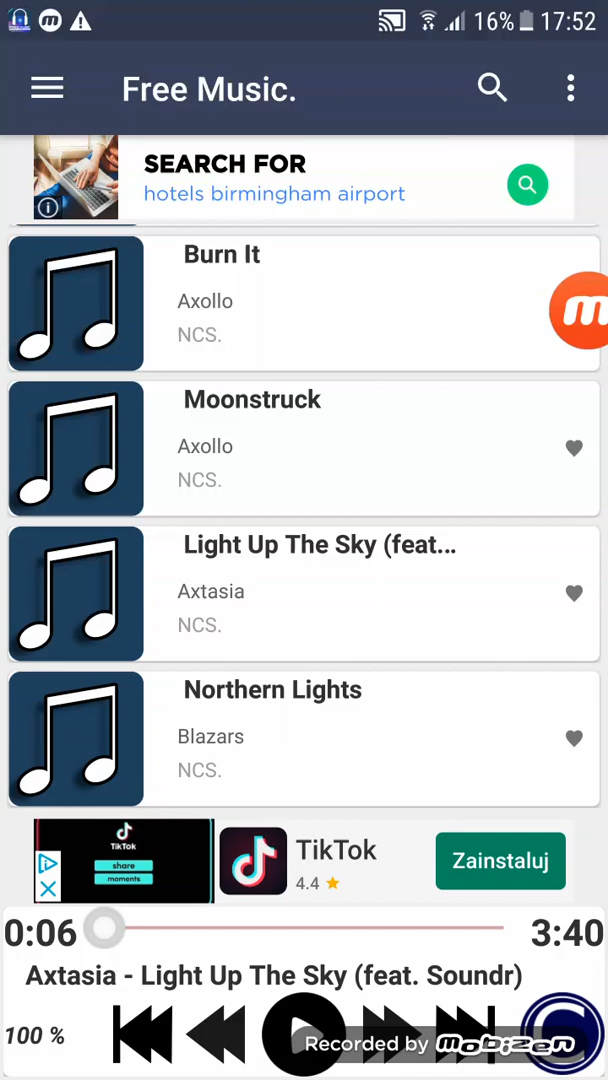 16% 17:52
Free Music.
SEARCH FOR
hotels birmingham airport
Burn It
Axollo
NCS.
Moonstruck
Axollo
NCS.
Light Up The Sky (feat...
Axtasia
NCS.
Northern Lights
Blazars
NCS.
TikTok
share
moments
TikTok
4.4
Zainstaluj
0:06
3:40
Axtasia - Light Up The Sky (feat. Soundr)
100 %
Recorded by mobizen